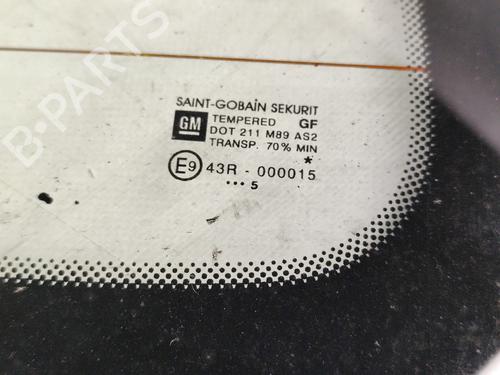 SAINT-GOBAIN SEKURIT
GM TEMPERED GF
DOT 211 M89 AS2
TRANSP. 70% MIN
*
E9 43R - 000015
••• 5
B-PARTS